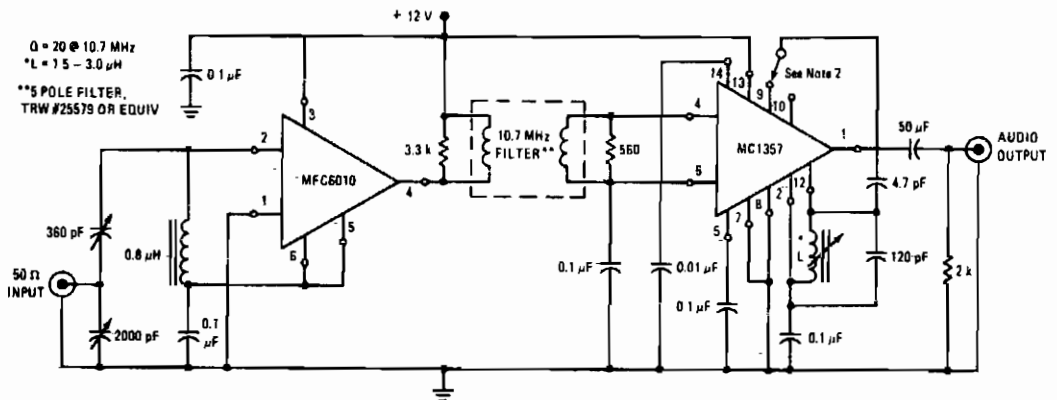 + 12 V
Q = 20 @ 10.7 MHz
*L = 1.5 – 3.0 μH
**5 POLE FILTER,
TRW #25579 OR EQUIV
0.1 μF
3
2
1
MFC6010
4
5
6
360 pF
0.8 μH
50 Ω
INPUT
2000 pF
0.1
μF
3.3 k
10.7 MHz
FILTER**
560
0.1 μF
0.01 μF
14
13
9
10
See Note 2
4
6
MC1357
1
5
7
8
2
12
50 μF
AUDIO
OUTPUT
4.7 pF
*
L
120 pF
2 k
0.1 μF
0.1 μF